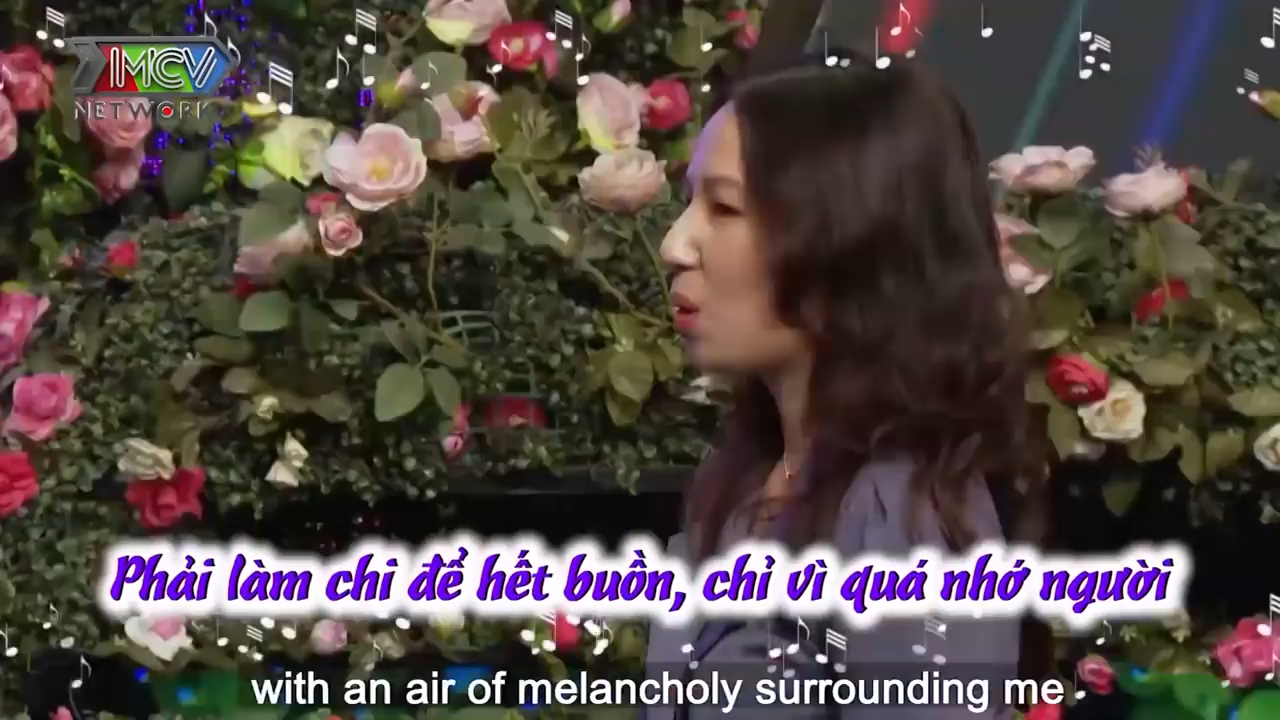 MCV
NETWORK
Phải làm chi để hết buồn, chỉ vì quá nhớ người
with an air of melancholy surrounding me